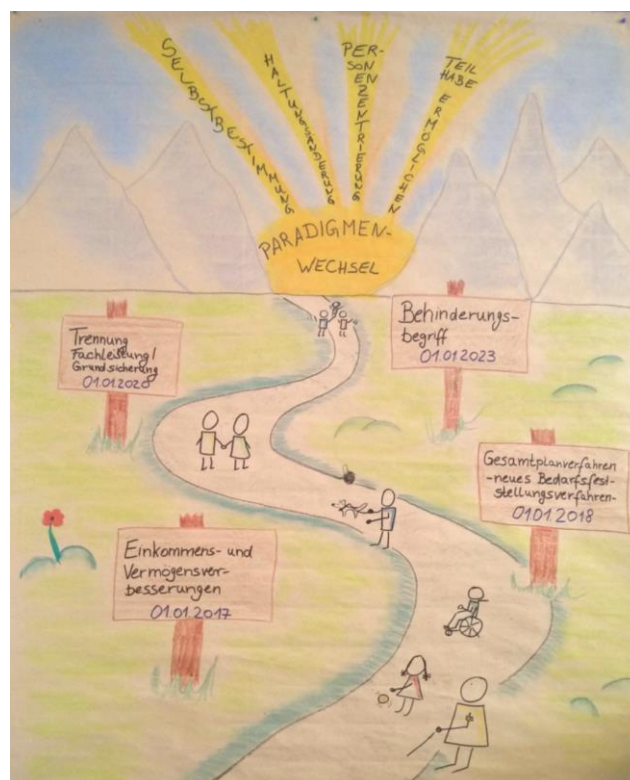 SELBSTBESTIMMUNG
HALTUNGSÄNDERUNG
PER-
SON
EN
ZENTRIERUNG
TEIL
HABE
ERMÖGLICHEN
PARADIGMEN-
WECHSEL
Trennung
Fachleistung/
Grundsicherung
01.01.2020
Behinderungs-
begriff
01.01.2023
Gesamtplanverfahren
-neues Bedarfsfest-
stellungsverfahren-
01.01.2018
Einkommens- und
Vermögensver-
besserungen
01.01.2017